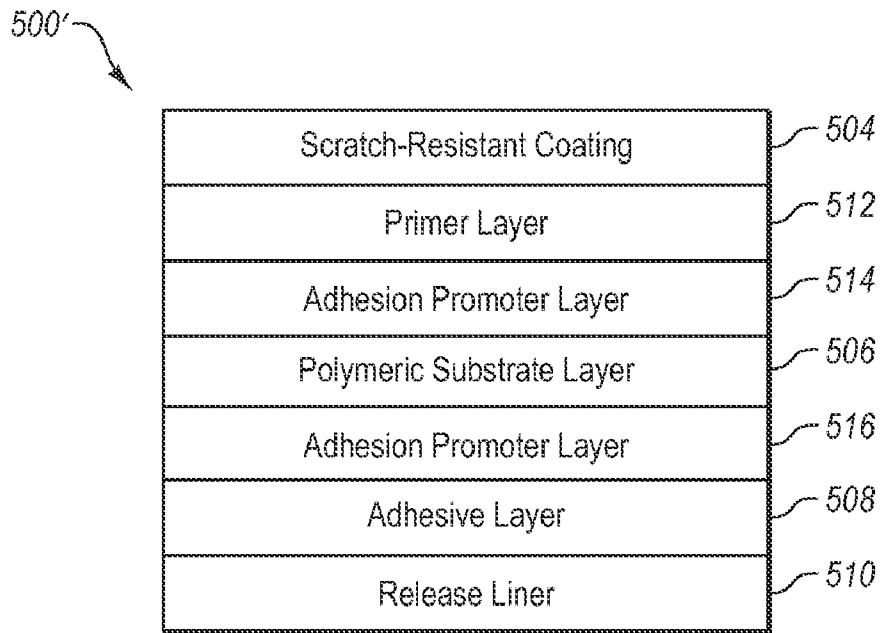 500'
Scratch-Resistant Coating 504
Primer Layer 512
Adhesion Promoter Layer 514
Polymeric Substrate Layer 506
Adhesion Promoter Layer 516
Adhesive Layer 508
Release Liner 510